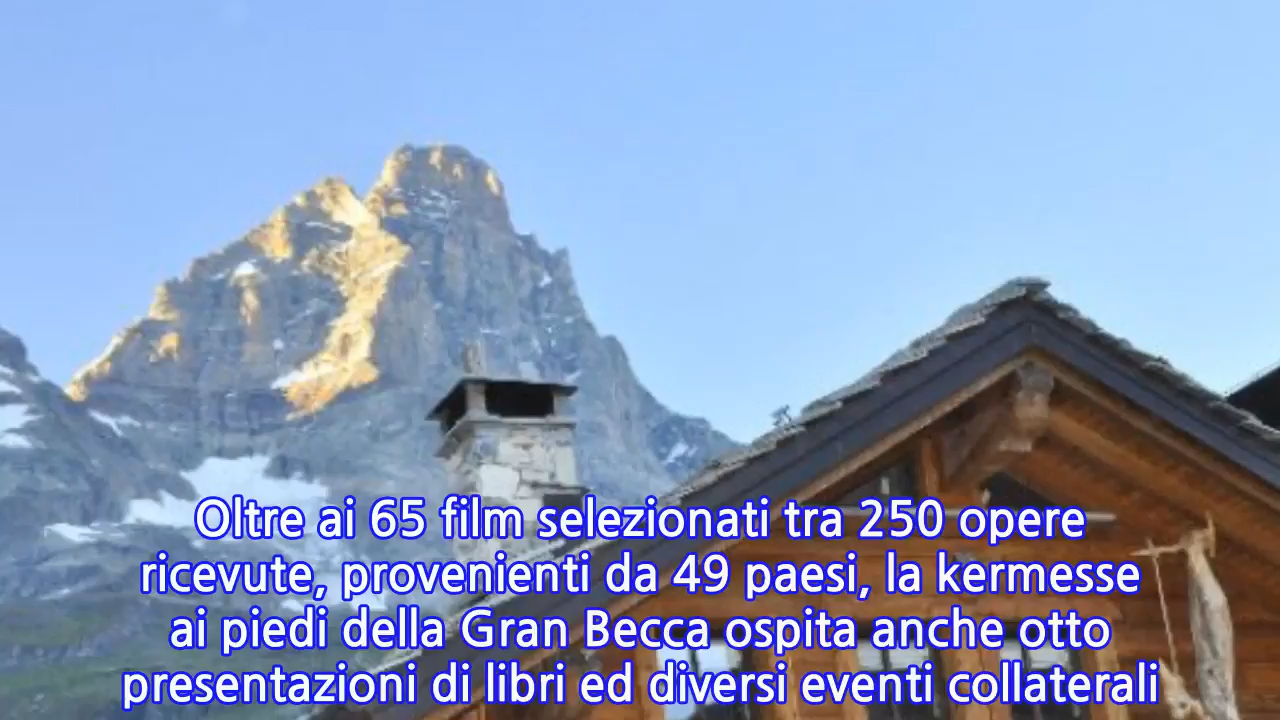 Oltre ai 65 film selezionati tra 250 opere
ricevute, provenienti da 49 paesi, la kermesse
ai piedi della Gran Becca ospita anche otto
presentazioni di libri ed diversi eventi collaterali